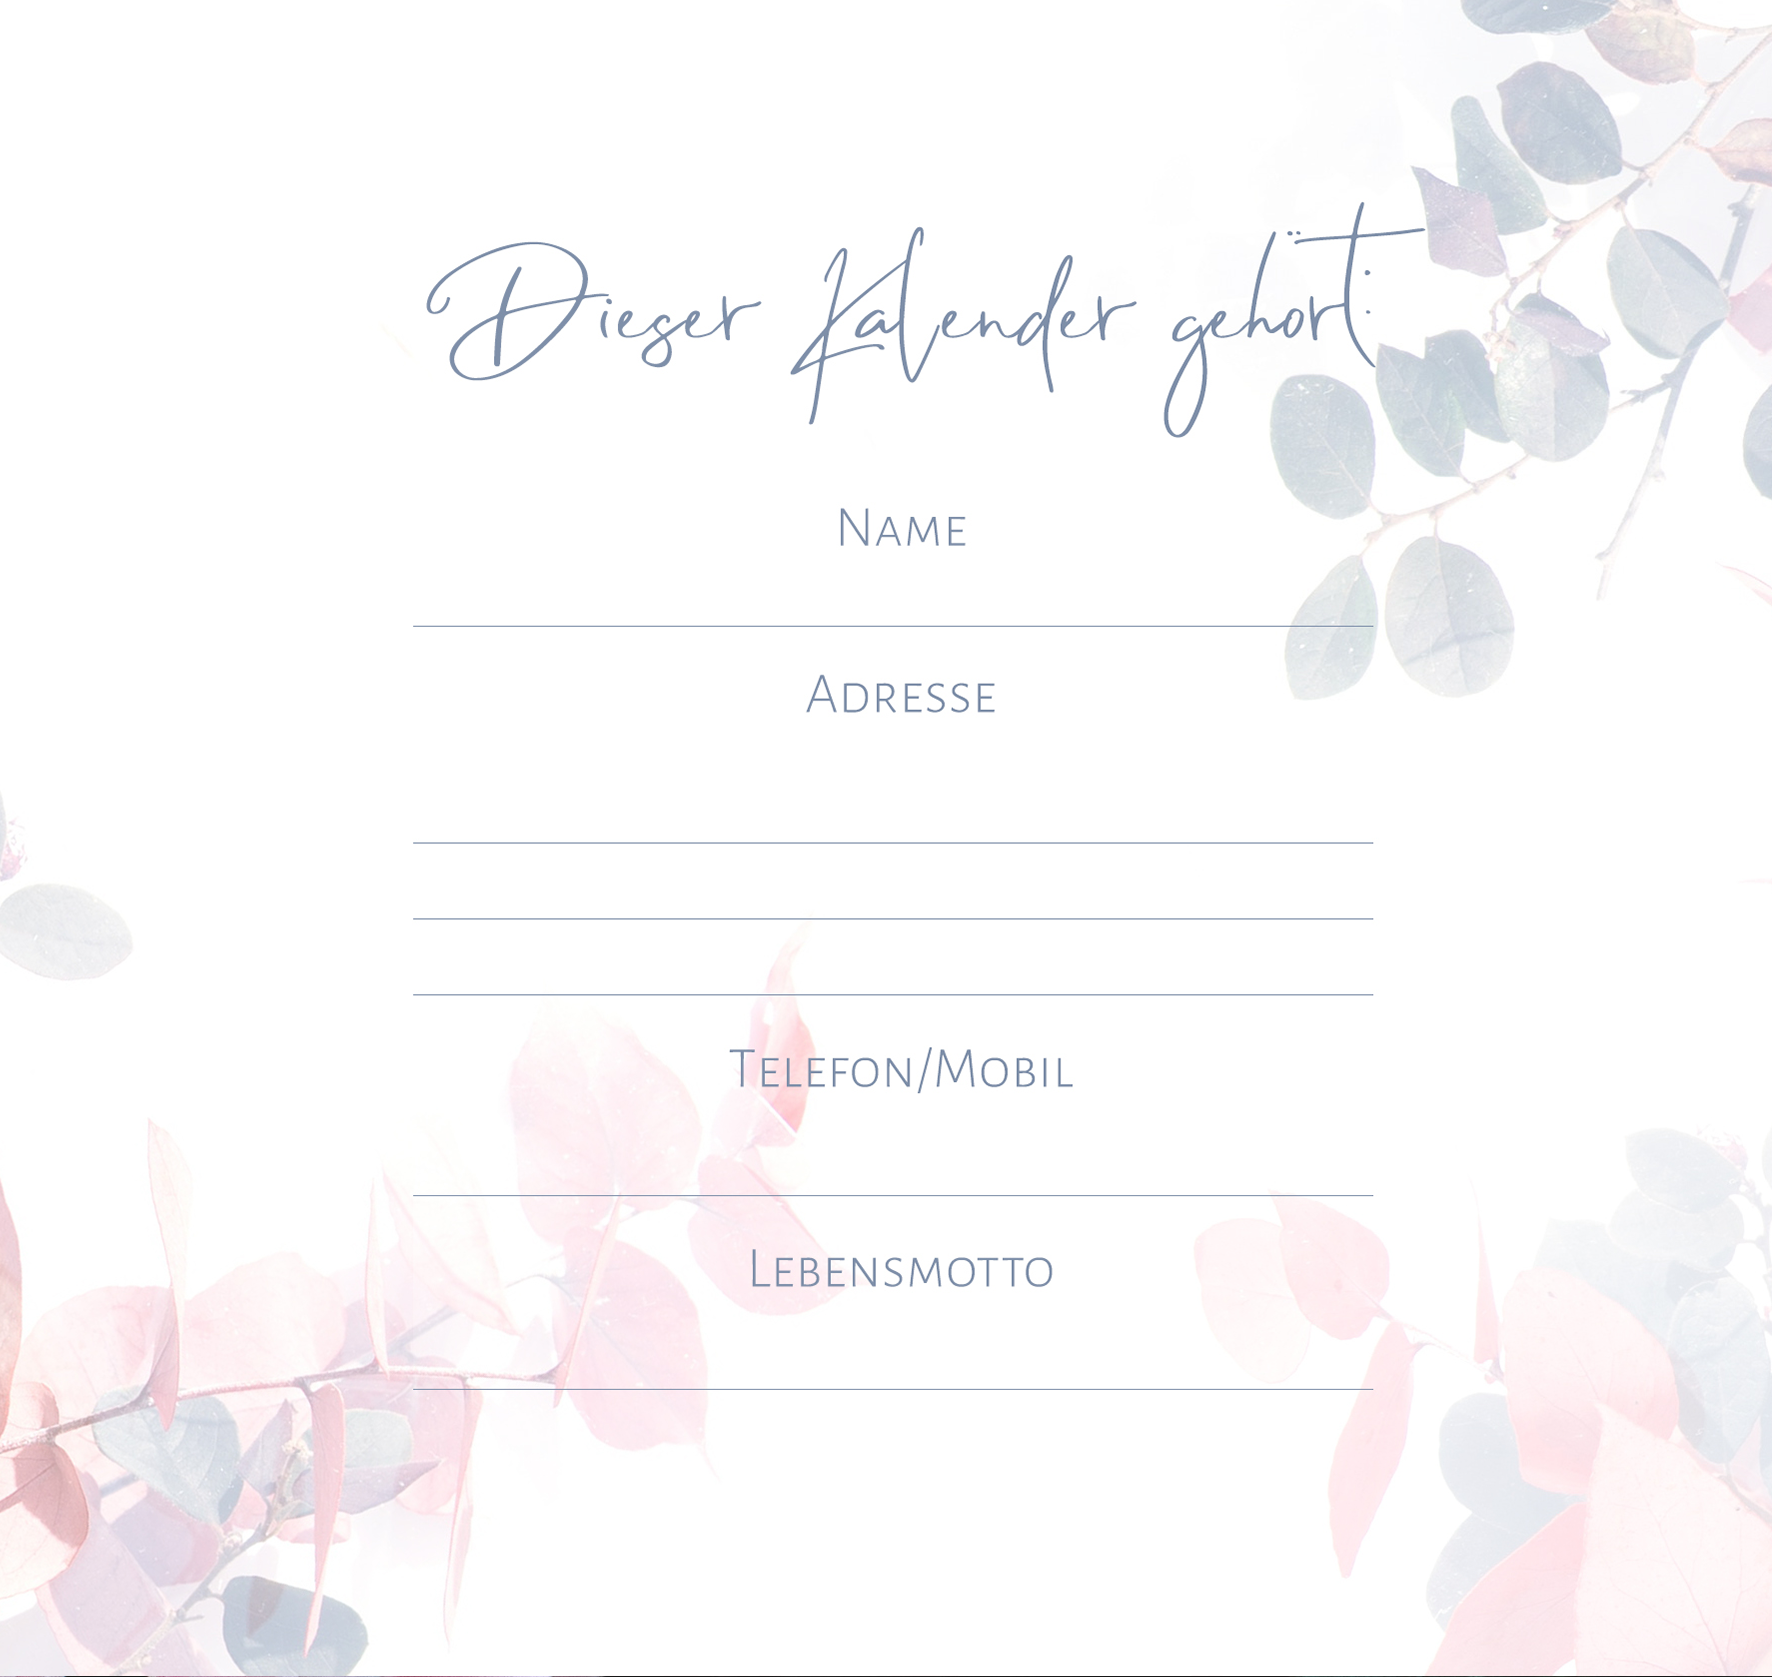 Dieser Kalender gehört:
Name
Adresse
Telefon/Mobil
Lebensmotto